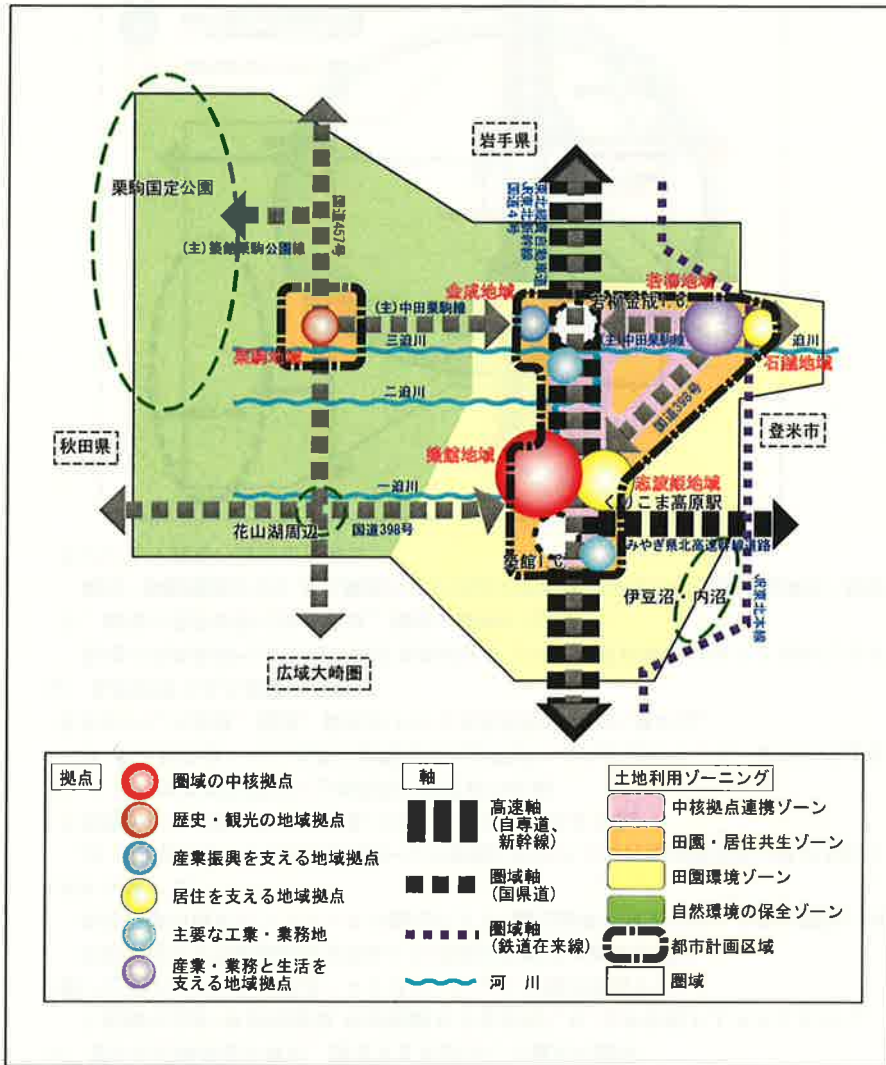 岩手県
栗駒国定公園
国道457号
東北縦貫自動車道
JR東北新幹線
国道4号
(主)築館栗駒公園線
若柳地域
金成地域
若柳金成I.C
(主)中田栗駒線
(主)中田栗駒線
三迫川
迫川
栗駒地域
石越地域
二迫川
国道398号
秋田県
登米市
築館地域
志波姫地域
一迫川
くりこま高原駅
花山湖周辺
国道398号
築館I.C
みやぎ県北高速幹線道路
伊豆沼・内沼
JR東北本線
広域大崎圏
拠点
圏域の中核拠点
歴史・観光の地域拠点
産業振興を支える地域拠点
居住を支える地域拠点
主要な工業・業務地
産業・業務と生活を
支える地域拠点
軸
高速軸
(自専道、
新幹線)
圏域軸
(国県道)
圏域軸
(鉄道在来線)
河 川
土地利用ゾーニング
中核拠点連携ゾーン
田園・居住共生ゾーン
田園環境ゾーン
自然環境の保全ゾーン
都市計画区域
圏域